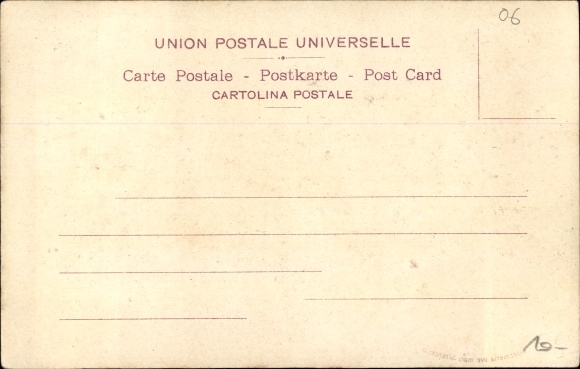 06
UNION POSTALE UNIVERSELLE
Carte Postale - Postkarte - Post Card
CARTOLINA POSTALE
10-